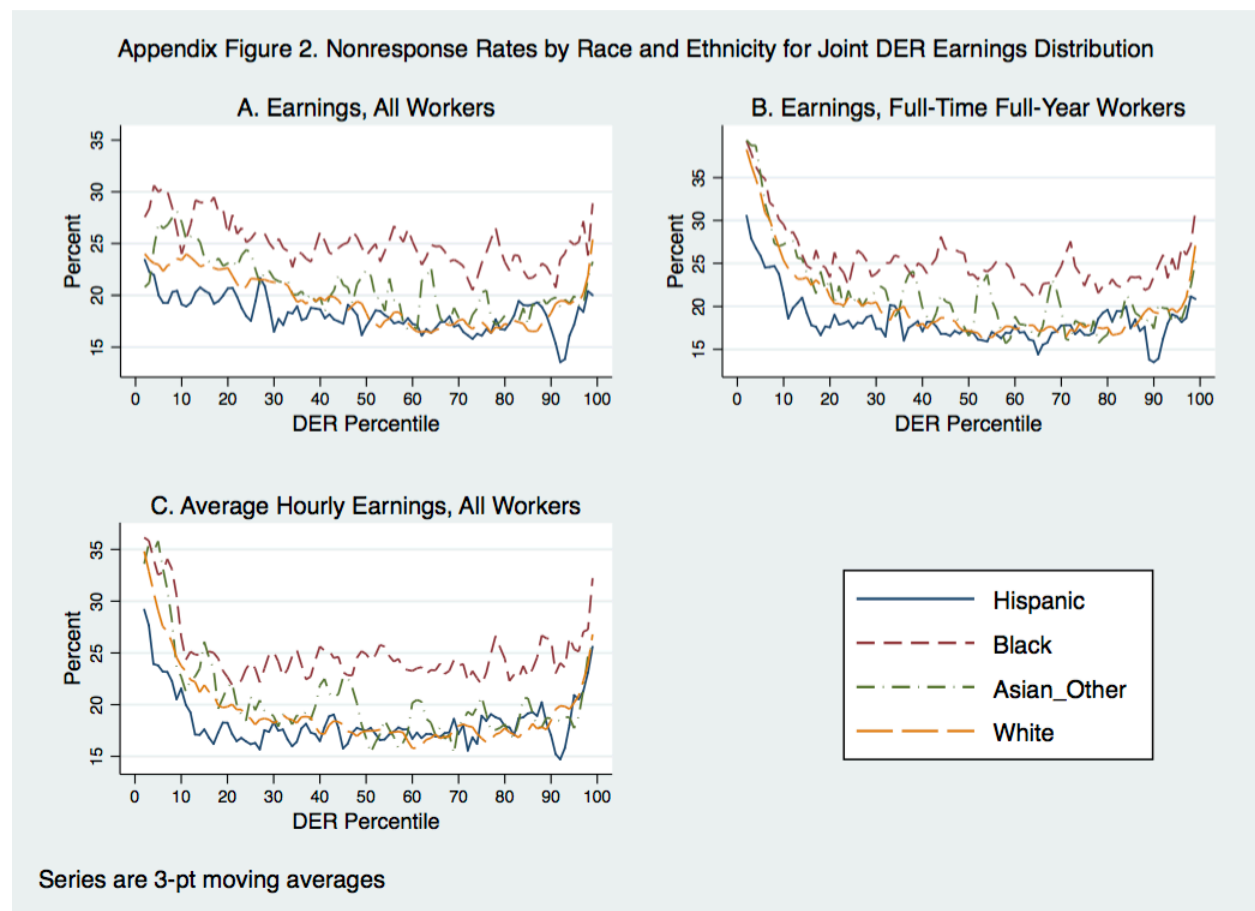 Appendix Figure 2. Nonresponse Rates by Race and Ethnicity for Joint DER Earnings Distribution
A. Earnings, All Workers
35
30
25
20
15
Percent
0 10 20 30 40 50 60 70 80 90 100
DER Percentile
B. Earnings, Full-Time Full-Year Workers
35
30
25
20
15
Percent
0 10 20 30 40 50 60 70 80 90 100
DER Percentile
C. Average Hourly Earnings, All Workers
35
30
25
20
15
Percent
0 10 20 30 40 50 60 70 80 90 100
DER Percentile
Hispanic
Black
Asian_Other
White
Series are 3-pt moving averages